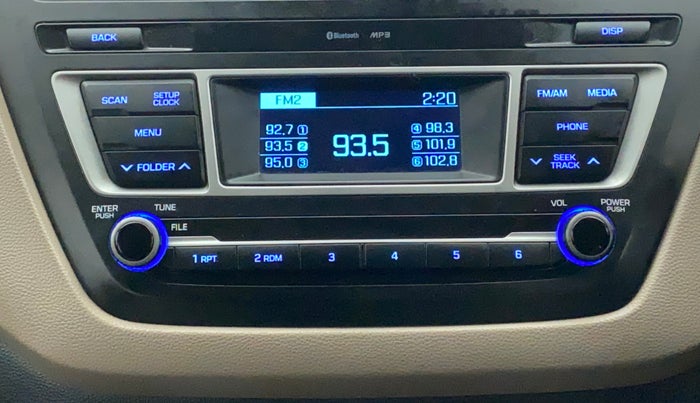 BACK
Bluetooth MP3
DISP
SCAN
SETUP
CLOCK
MENU
FOLDER
FM2
2:20
92.7 1
93.5 2
95.0 3
93.5
4 98.3
5 101.9
6 102.8
FM/AM
MEDIA
PHONE
SEEK
TRACK
ENTER
PUSH
TUNE
FILE
VOL
POWER
PUSH
1 RPT
2 RDM
3
4
5
6